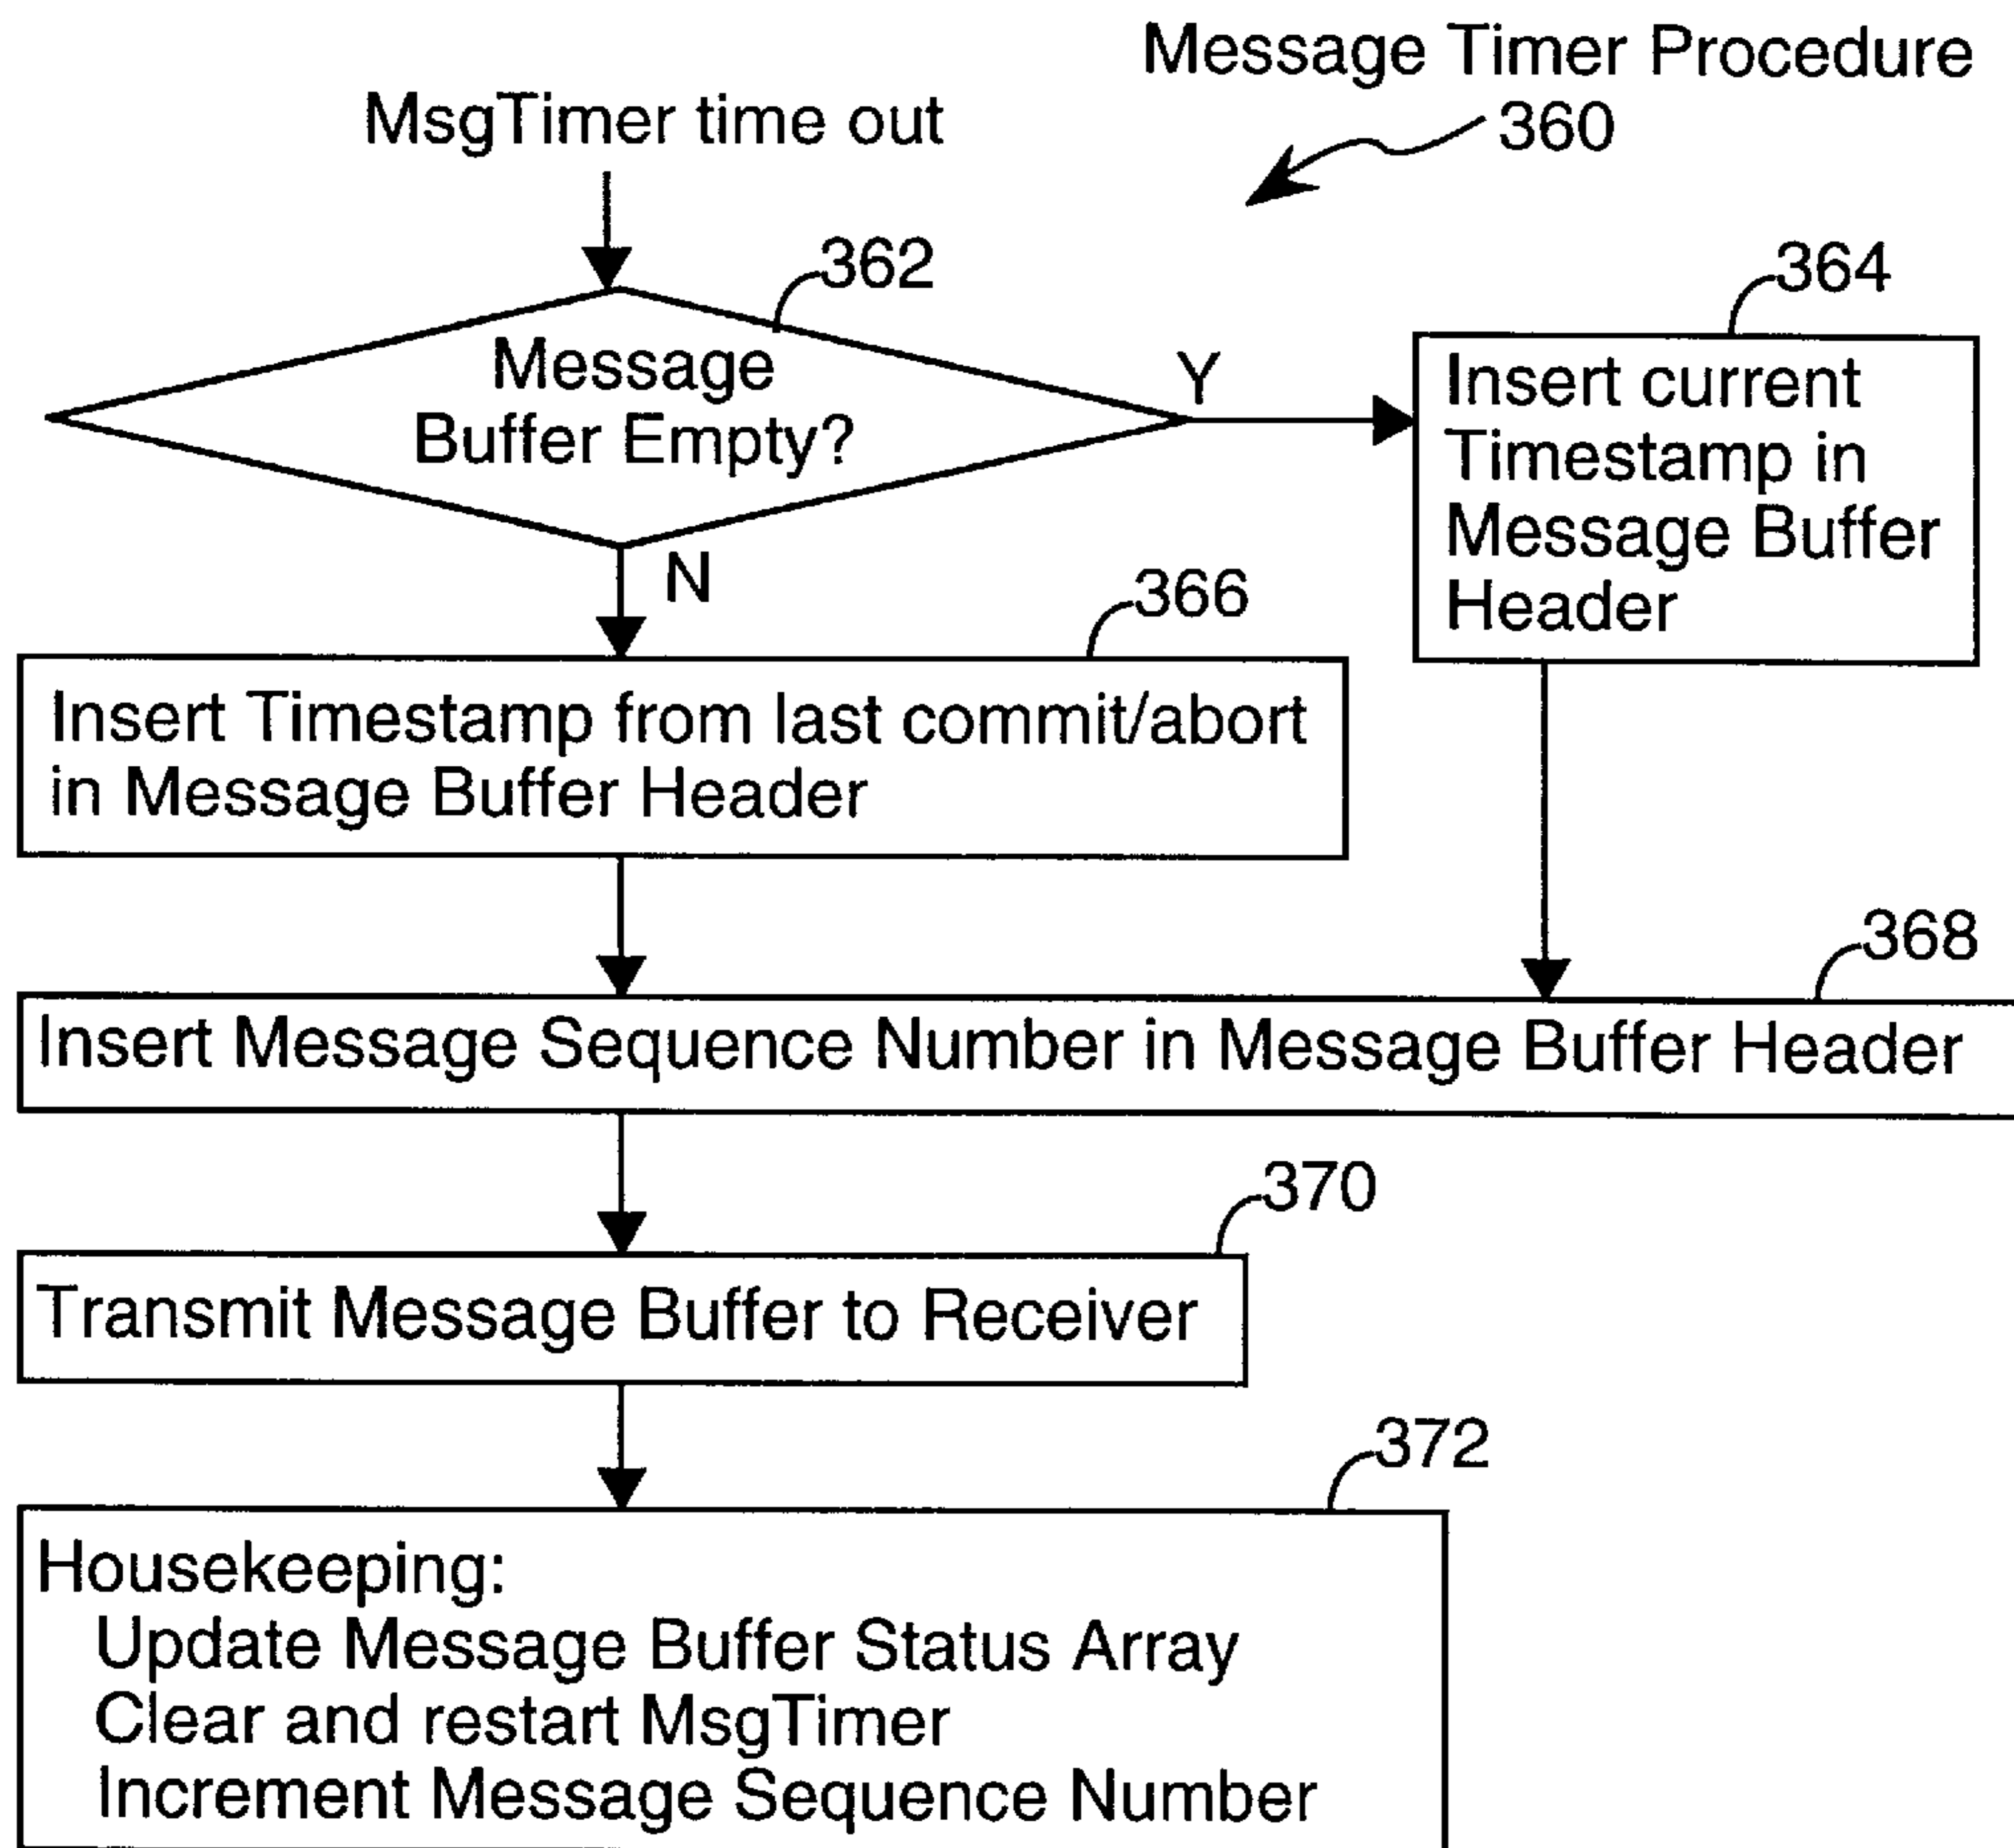 Message Timer Procedure
360
MsgTimer time out
362
Message
Buffer Empty?
Y
364
Insert current
Timestamp in
Message Buffer
Header
N
366
Insert Timestamp from last commit/abort
in Message Buffer Header
368
Insert Message Sequence Number in Message Buffer Header
370
Transmit Message Buffer to Receiver
372
Housekeeping:
Update Message Buffer Status Array
Clear and restart MsgTimer
Increment Message Sequence Number